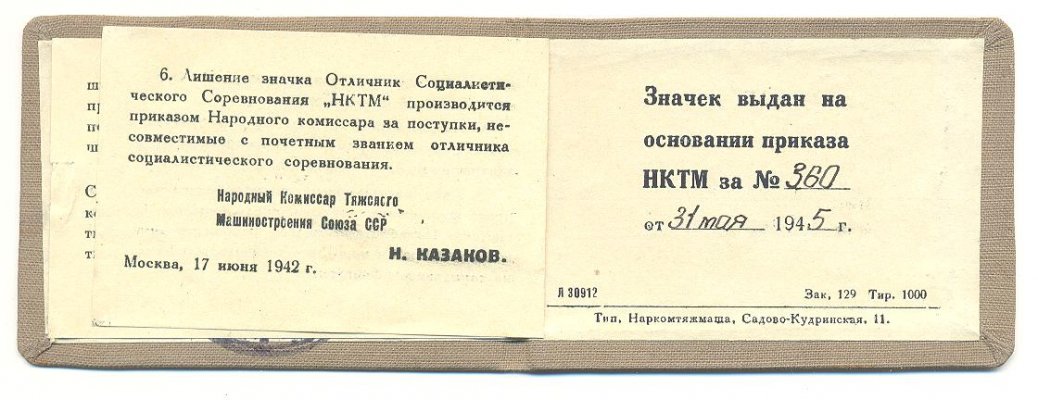 6. Лишение значка Отличник Социалисти-
ческого Соревнования „НКТМ“ производится
приказом Народного комиссара за поступки, не-
совместимые с почетным званием отличника
социалистического соревнования.
Народный Комиссар Тяжелого
Машиностроения Союза ССР
Н. КАЗАКОВ.
Москва, 17 июня 1942 г.
Значек выдан на
основании приказа
НКТМ за № 360
от 31 мая 1945 г.
Л 30912 Зак, 129 Тир. 1000
Тип, Наркомтяжмаша, Садово-Кудринская, 11.